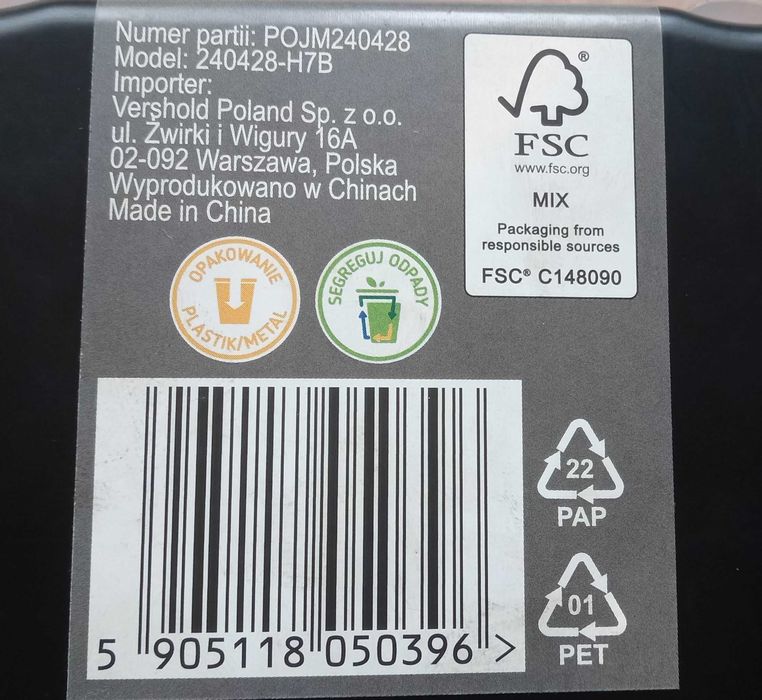 Numer partii: POJM240428
Model: 240428-H7B
Importer:
Vershold Poland Sp. z o.o.
ul. Żwirki i Wigury 16A
02-092 Warszawa, Polska
Wyprodukowano w Chinach
Made in China
FSC®
www.fsc.org
MIX
Packaging from
responsible sources
FSC® C148090
OPAKOWANIE
PLASTIK/METAL
SEGREGUJ ODPADY
22
PAP
01
PET
5 905118 050396 >